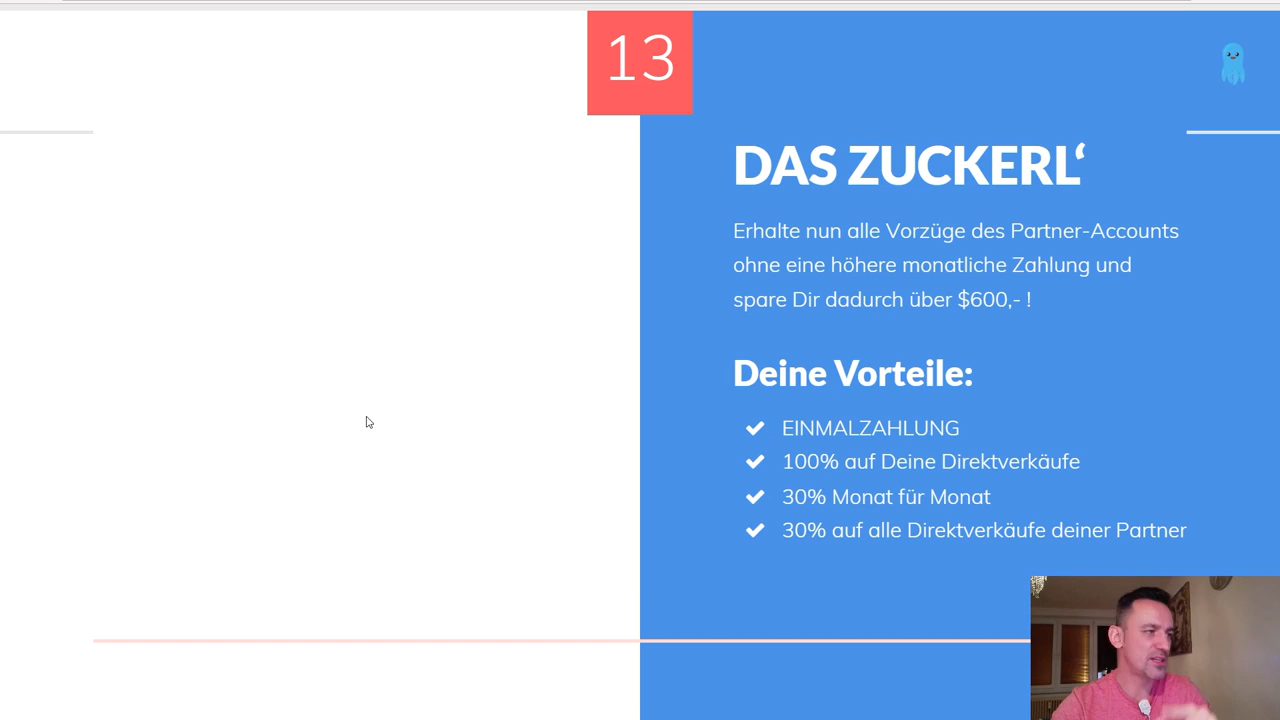 13
DAS ZUCKERL‘
Erhalte nun alle Vorzüge des Partner-Accounts
ohne eine höhere monatliche Zahlung und
spare Dir dadurch über $600,- !
Deine Vorteile:
EINMALZAHLUNG
100% auf Deine Direktverkäufe
30% Monat für Monat
30% auf alle Direktverkäufe deiner Partner